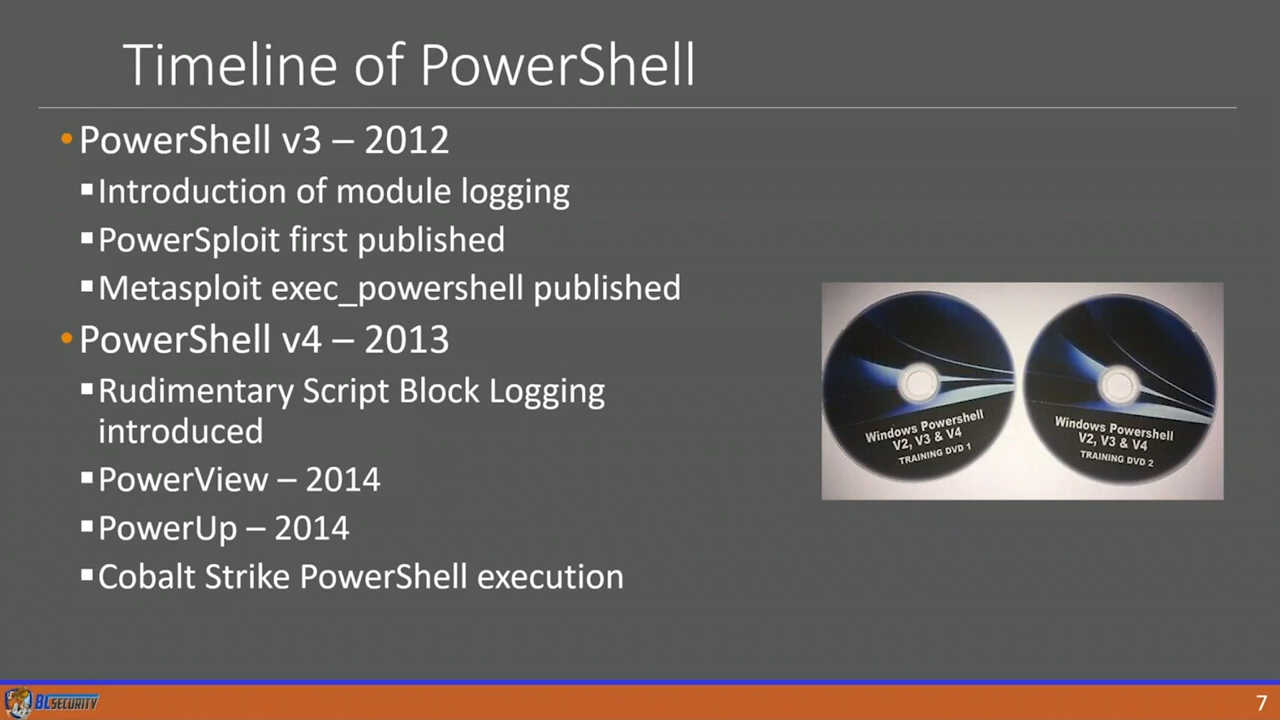 Timeline of PowerShell
•PowerShell v3 – 2012
▪Introduction of module logging
▪PowerSploit first published
▪Metasploit exec_powershell published
•PowerShell v4 – 2013
▪Rudimentary Script Block Logging
introduced
▪PowerView – 2014
▪PowerUp – 2014
▪Cobalt Strike PowerShell execution
Windows Powershell
V2, V3 & V4
TRAINING DVD 1
Windows Powershell
V2, V3 & V4
TRAINING DVD 2
BC SECURITY
7